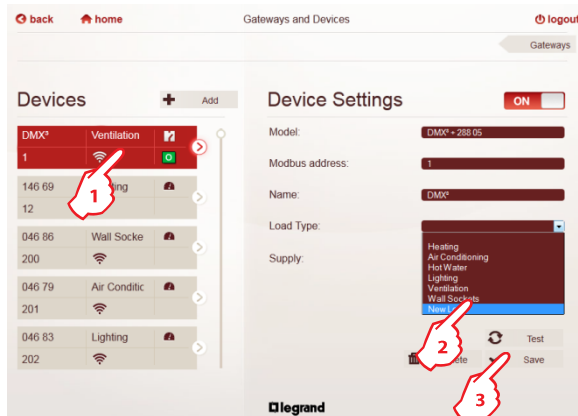 back home Gateways and Devices logout
Gateways
Devices Add
DMX³ Ventilation
1
146 69
12
046 86 Wall Socke
200
046 79 Air Conditic
201
046 83 Lighting
202
Device Settings ON
Model: DMX³ + 288 05
Modbus address: 1
Name: DMX³
Load Type:
Supply:
Heating
Air Conditioning
Hot Water
Lighting
Ventilation
Wall Sockets
Test
Save
1
2
3
legrand